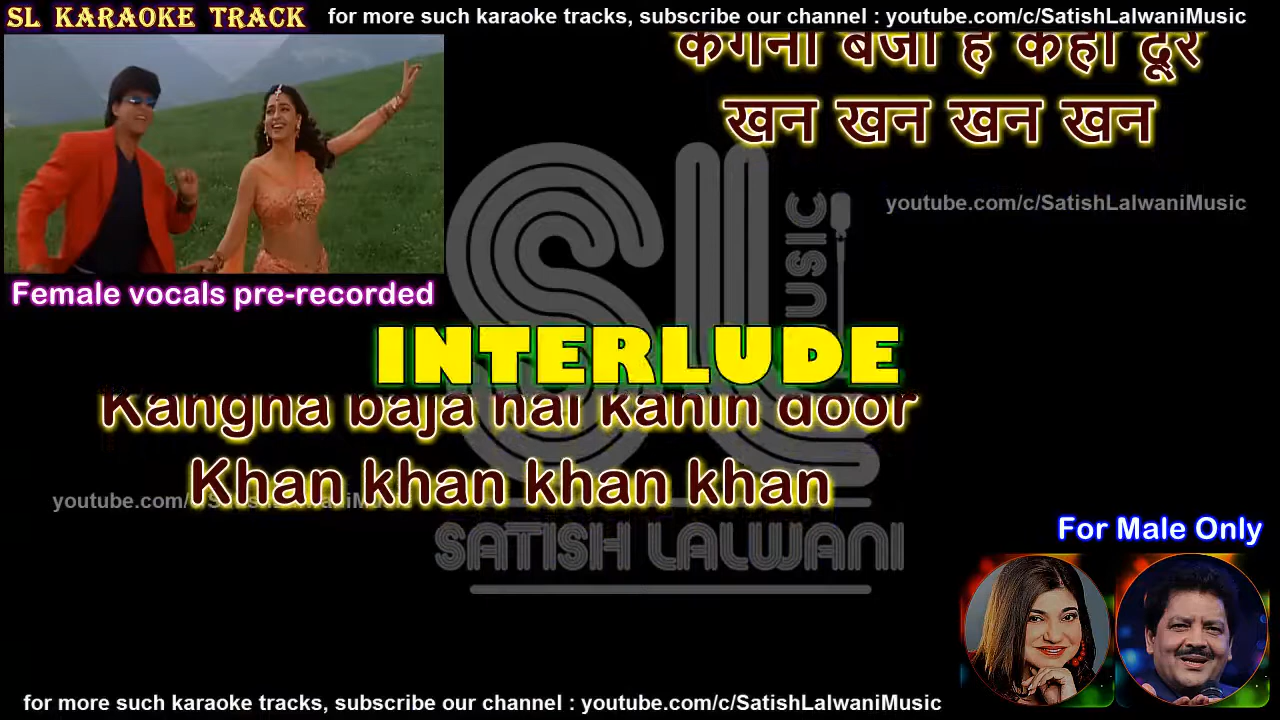 SL KARAOKE TRACK
for more such karaoke tracks, subscribe our channel : youtube.com/c/SatishLalwaniMusic
कंगना बजा है कहीं दूर
खन खन खन खन
youtube.com/c/SatishLalwaniMusic
SL MUSIC
Female vocals pre-recorded
INTERLUDE
Kangna baja hai kahin door
Khan khan khan khan
SATISH LALWANI
For Male Only
for more such karaoke tracks, subscribe our channel : youtube.com/c/SatishLalwaniMusic